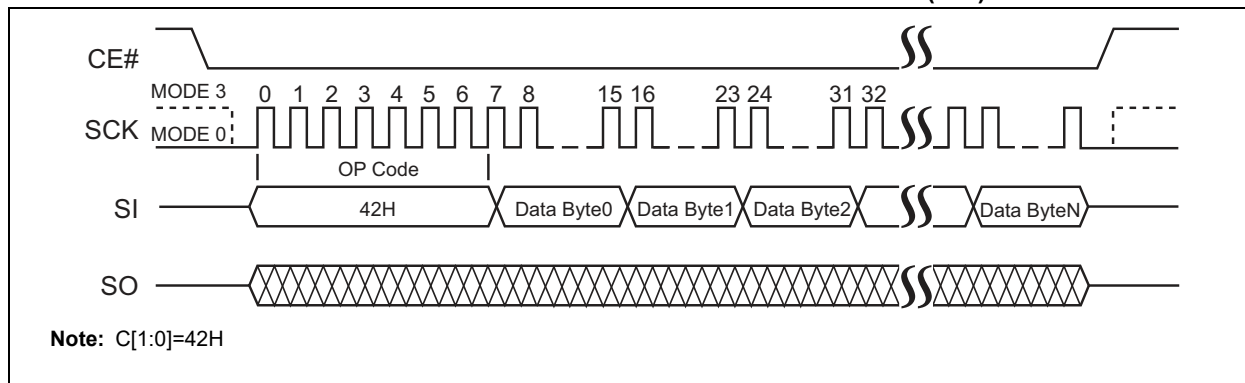 CE#
MODE 3
0 1 2 3 4 5 6 7 8 15 16 23 24 31 32
SCK
MODE 0
OP Code
SI
42H Data Byte0 Data Byte1 Data Byte2 Data ByteN
SO
Note: C[1:0]=42H